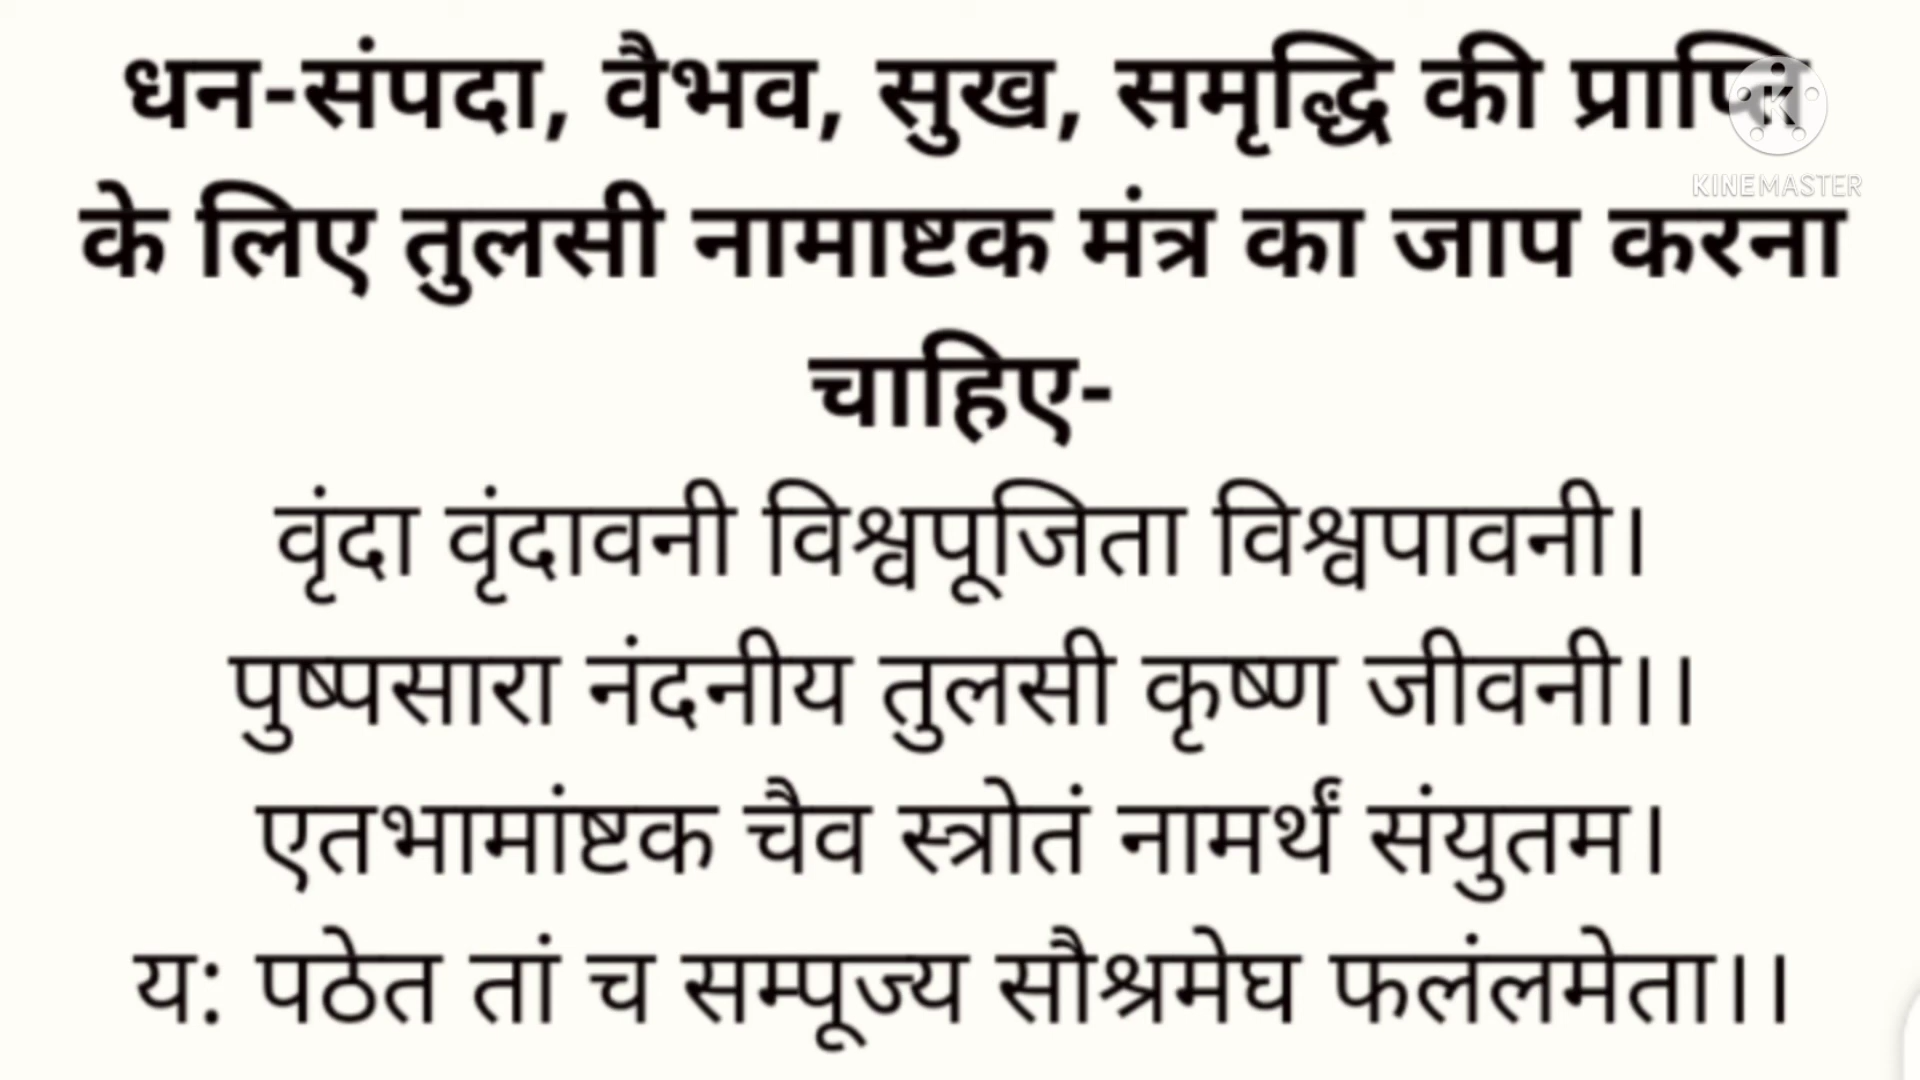 धन-संपदा, वैभव, सुख, समृद्धि की प्राप्ति
KINEMASTER
के लिए तुलसी नामाष्टक मंत्र का जाप करना
चाहिए-
वृंदा वृंदावनी विश्वपूजिता विश्वपावनी।
पुष्पसारा नंदनीय तुलसी कृष्ण जीवनी।।
एतभामांष्टक चैव स्त्रोतं नामर्थं संयुतम।
य: पठेत तां च सम्पूज्य सौश्रमेघ फलंलमेता।।